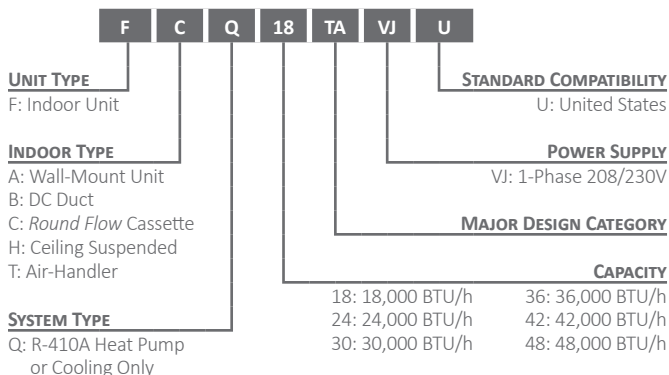 F C Q 18 TA VJ U
UNIT TYPE
F: Indoor Unit
INDOOR TYPE
A: Wall-Mount Unit
B: DC Duct
C: Round Flow Cassette
H: Ceiling Suspended
T: Air-Handler
SYSTEM TYPE
Q: R-410A Heat Pump
or Cooling Only
STANDARD COMPATIBILITY
U: United States
POWER SUPPLY
VJ: 1-Phase 208/230V
MAJOR DESIGN CATEGORY
CAPACITY
18: 18,000 BTU/h 36: 36,000 BTU/h
24: 24,000 BTU/h 42: 42,000 BTU/h
30: 30,000 BTU/h 48: 48,000 BTU/h